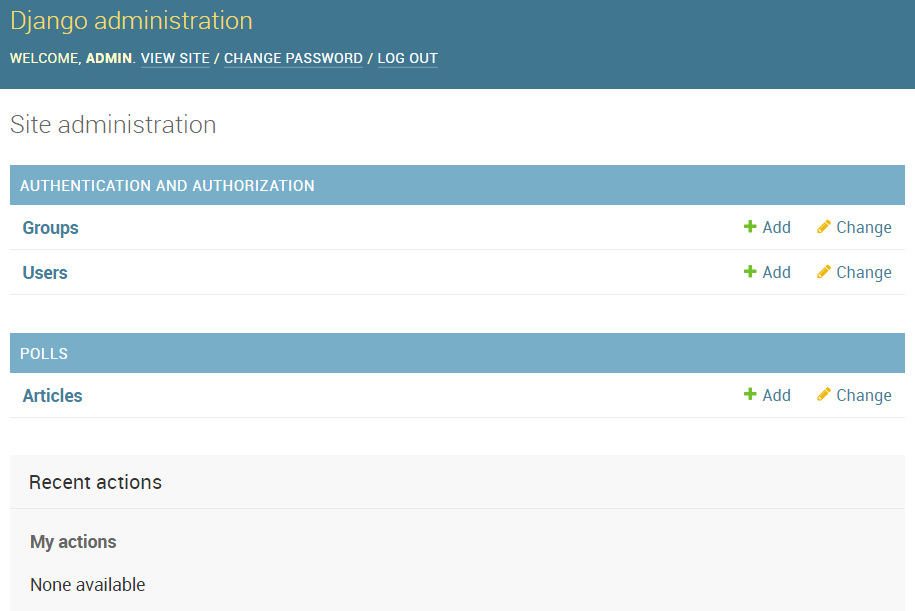 Django administration
WELCOME, ADMIN. VIEW SITE / CHANGE PASSWORD / LOG OUT
Site administration
AUTHENTICATION AND AUTHORIZATION
Groups Add Change
Users Add Change
POLLS
Articles Add Change
Recent actions
My actions
None available